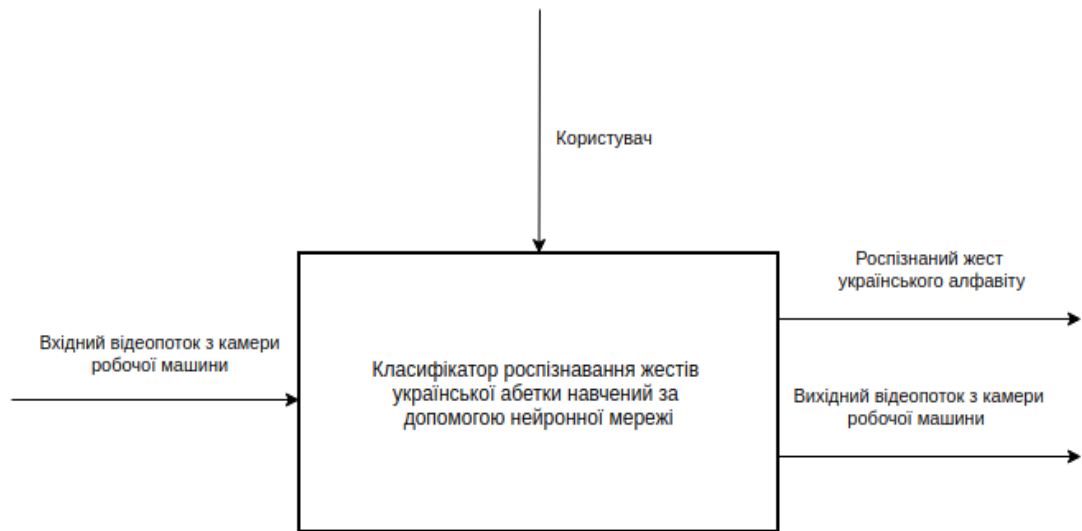 Користувач
Роспізнаний жест
українського алфавіту
Вхідний відеопоток з камери
робочої машини
Класифікатор роспізнавання жестів
української абетки навчений за
допомогою нейронної мережі
Вихідний відеопоток з камери
робочої машини